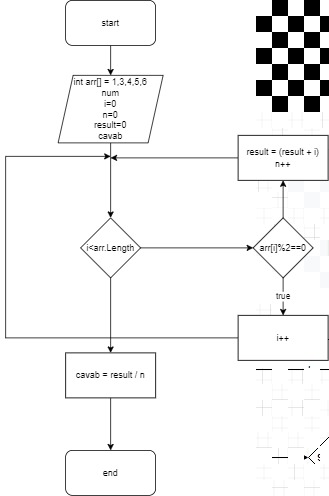 start
int arr[] = 1,3,4,5,6
num
i=0
n=0
result=0
cavab
result = (result + i)
n++
i<arr.Length
arr[i]%2==0
true
i++
cavab = result / n
end